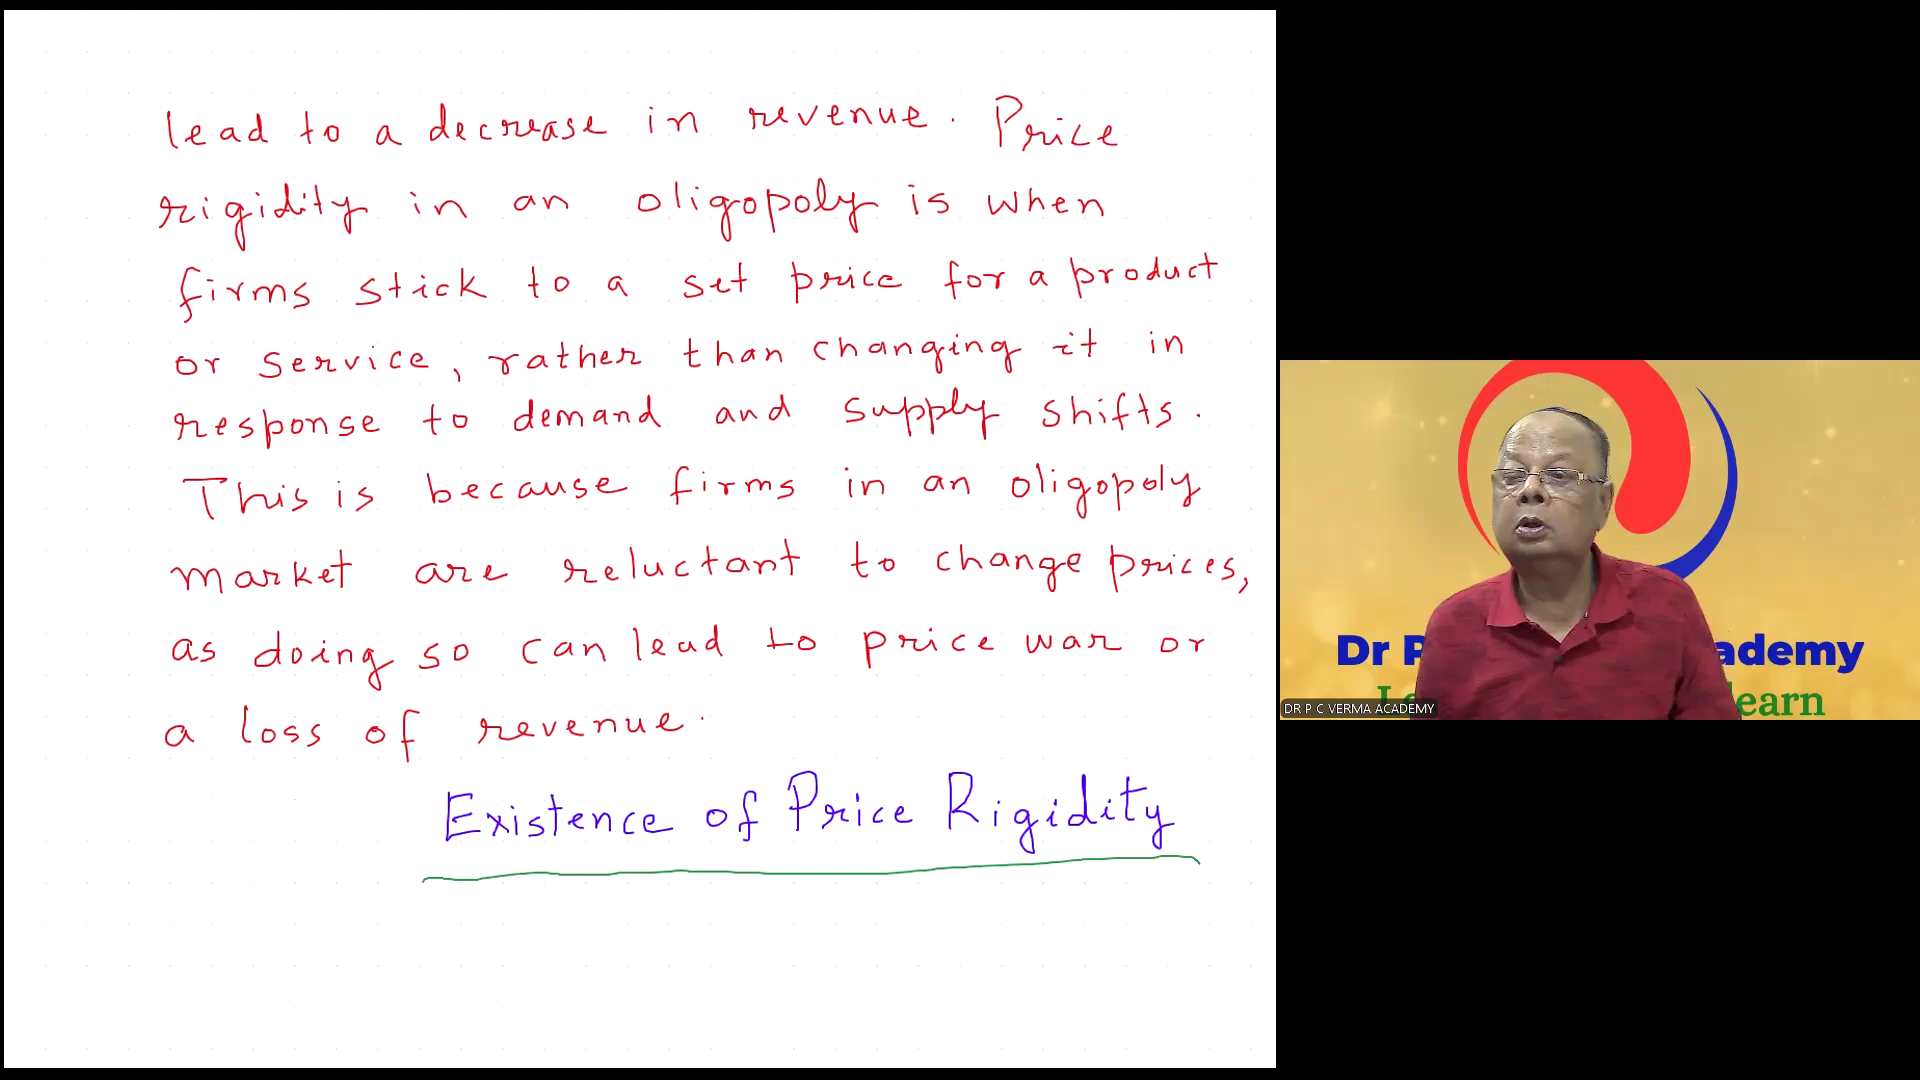 lead to a decrease in revenue. Price
rigidity in an oligopoly is when
firms stick to a set price for a product
or service, rather than changing it in
response to demand and supply shifts.
This is because firms in an oligopoly
market are reluctant to change prices,
as doing so can lead to price war or
a loss of revenue.
Existence of Price Rigidity
Dr P ademy
Le learn
DR P C VERMA ACADEMY